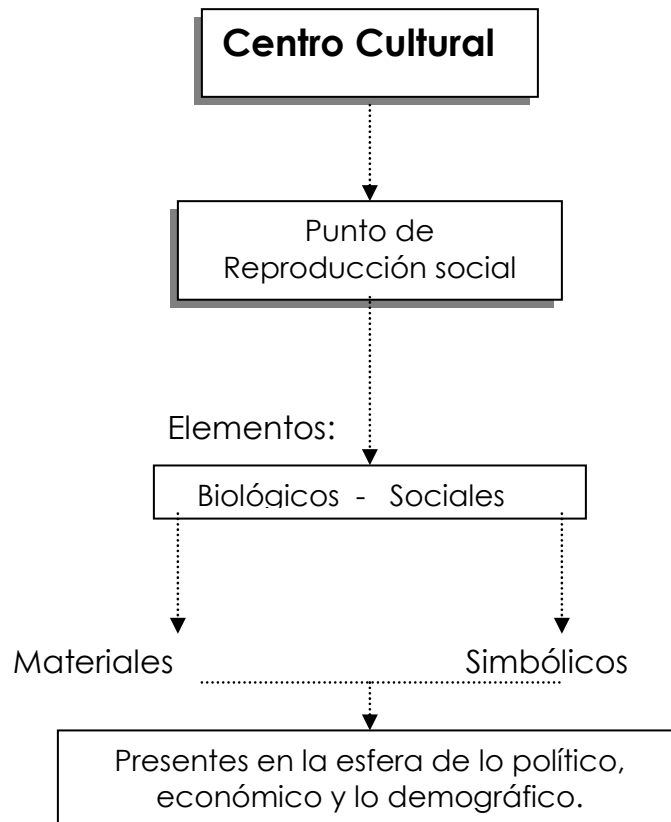 Centro Cultural
Punto de
Reproducción social
Elementos:
Biológicos - Sociales
Materiales
Simbólicos
Presentes en la esfera de lo político,
económico y lo demográfico.